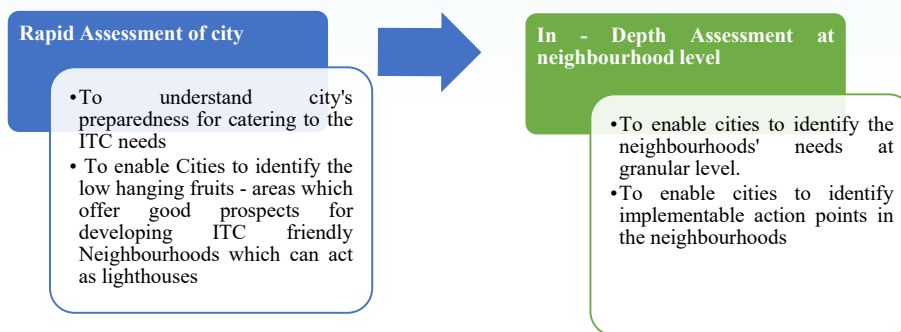 Rapid Assessment of city
•To understand city's
preparedness for catering to the
ITC needs
• To enable Cities to identify the
low hanging fruits - areas which
offer good prospects for
developing ITC friendly
Neighbourhoods which can act
as lighthouses
In - Depth Assessment at
neighbourhood level
•To enable cities to identify the
neighbourhoods' needs at
granular level.
•To enable cities to identify
implementable action points in
the neighbourhoods